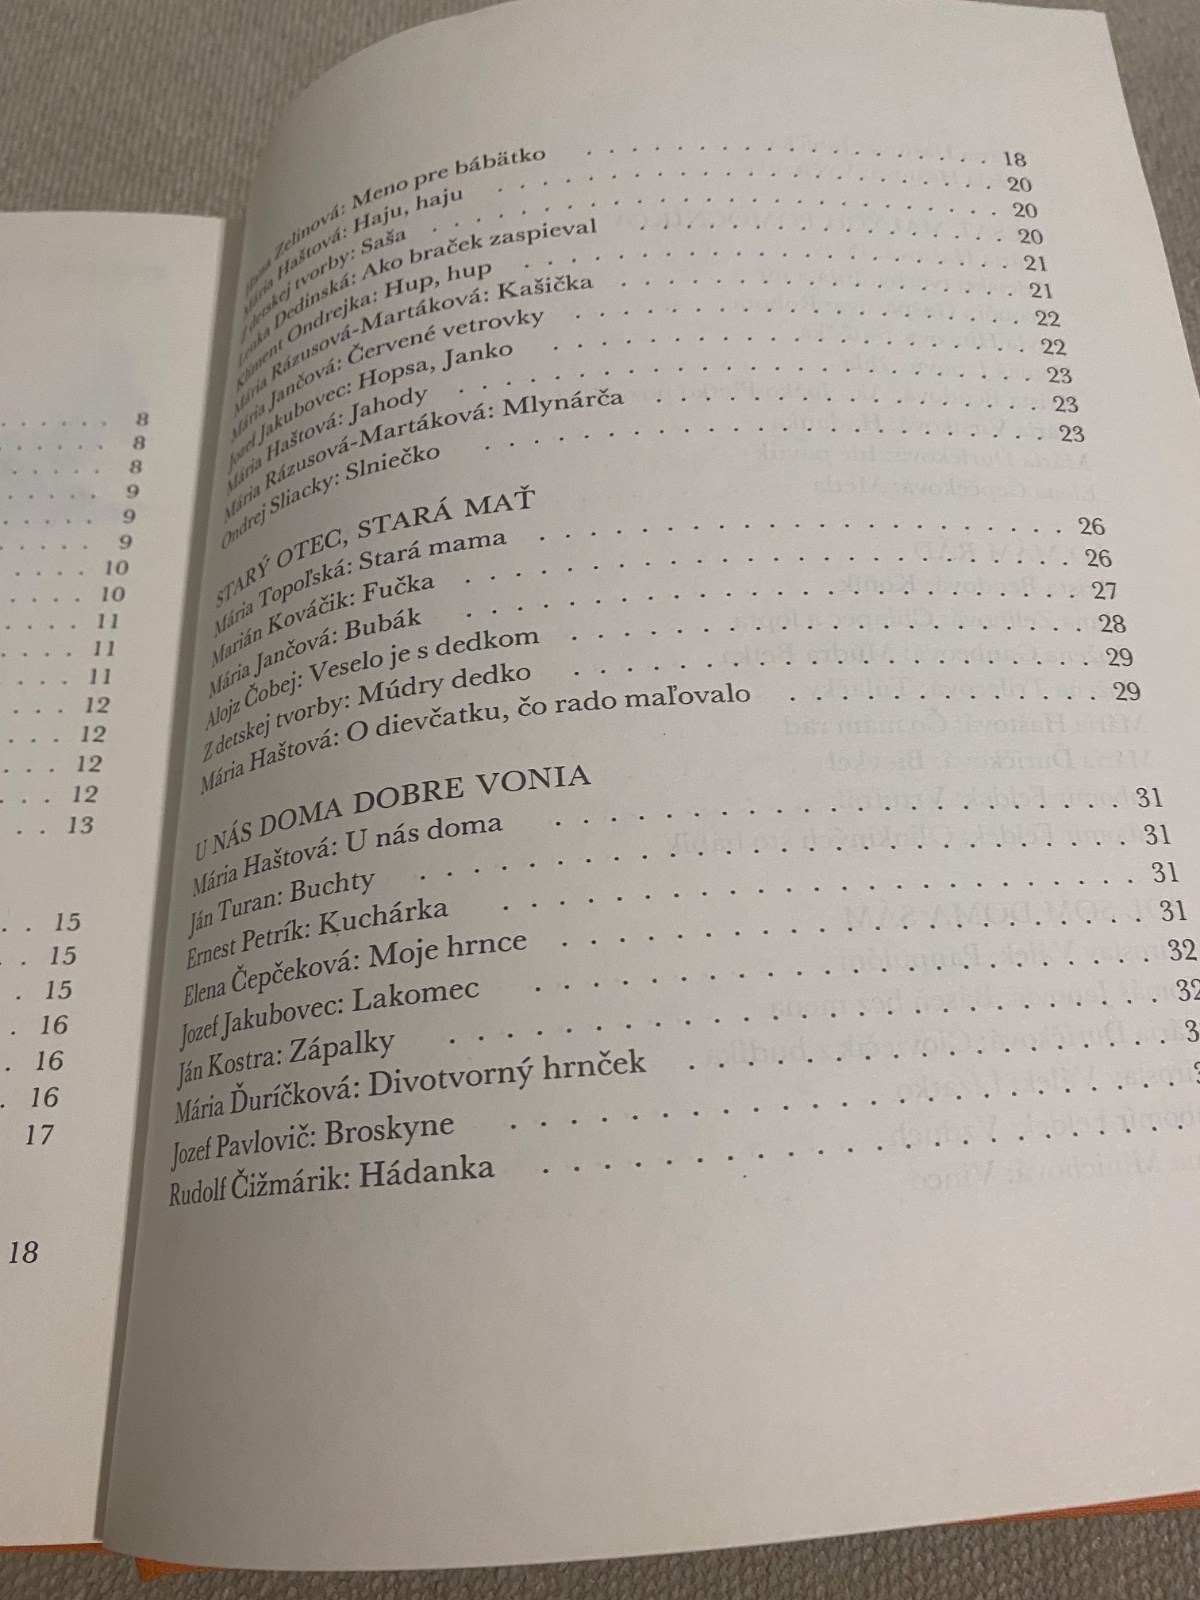 8
8
8
9
9
9
10
10
11
11
11
12
12
12
12
13
15
15
15
16
16
16
17
18
Zelinová: Meno pre bábätko . . . . . . . . . . . . . . . 18
Mária Haštová: Haju, haju . . . . . . . . . . . . . . . . . 20
Z detskej tvorby: Saša . . . . . . . . . . . . . . . . . . . 20
Lenka Dedinská: Ako braček zaspieval . . . . . . . . . . . . . 20
Kliment Ondrejka: Hup, hup . . . . . . . . . . . . . . . . . 21
Mária Rázusová-Martáková: Kašička . . . . . . . . . . . . . . 21
Mária Jančová: Červené vetrovky . . . . . . . . . . . . . . . 22
Jozef Jakubovec: Hopsa, Janko . . . . . . . . . . . . . . . . 22
Mária Haštová: Jahody . . . . . . . . . . . . . . . . . . . 23
Mária Rázusová-Martáková: Mlynárča . . . . . . . . . . . . . 23
Ondrej Sliacky: Slniečko . . . . . . . . . . . . . . . . . . 23
STARÝ OTEC, STARÁ MAŤ
Mária Topoľská: Stará mama . . . . . . . . . . . . . . . . . 26
Marián Kováčik: Fučka . . . . . . . . . . . . . . . . . . . 26
Mária Jančová: Bubák . . . . . . . . . . . . . . . . . . . . 27
Alojz Čobej: Veselo je s dedkom . . . . . . . . . . . . . . . 28
Z detskej tvorby: Múdry dedko . . . . . . . . . . . . . . . . 29
Mária Haštová: O dievčatku, čo rado maľovalo . . . . . . . . . . 29
U NÁS DOMA DOBRE VONIA
Mária Haštová: U nás doma . . . . . . . . . . . . . . . . . 31
Ján Turan: Buchty . . . . . . . . . . . . . . . . . . . . . 31
Ernest Petrík: Kuchárka . . . . . . . . . . . . . . . . . . 31
Elena Čepčeková: Moje hrnce . . . . . . . . . . . . . . . . 31
Jozef Jakubovec: Lakomec . . . . . . . . . . . . . . . . . 32
Ján Kostra: Zápalky . . . . . . . . . . . . . . . . . . . . 32
Mária Ďuríčková: Divotvorný hrnček . . . . . . . . . . . . .
Jozef Pavlovič: Broskyne . . . . . . . . . . . . . . . . . .
Rudolf Čižmárik: Hádanka . . . . . . . . . . . . . . . . .